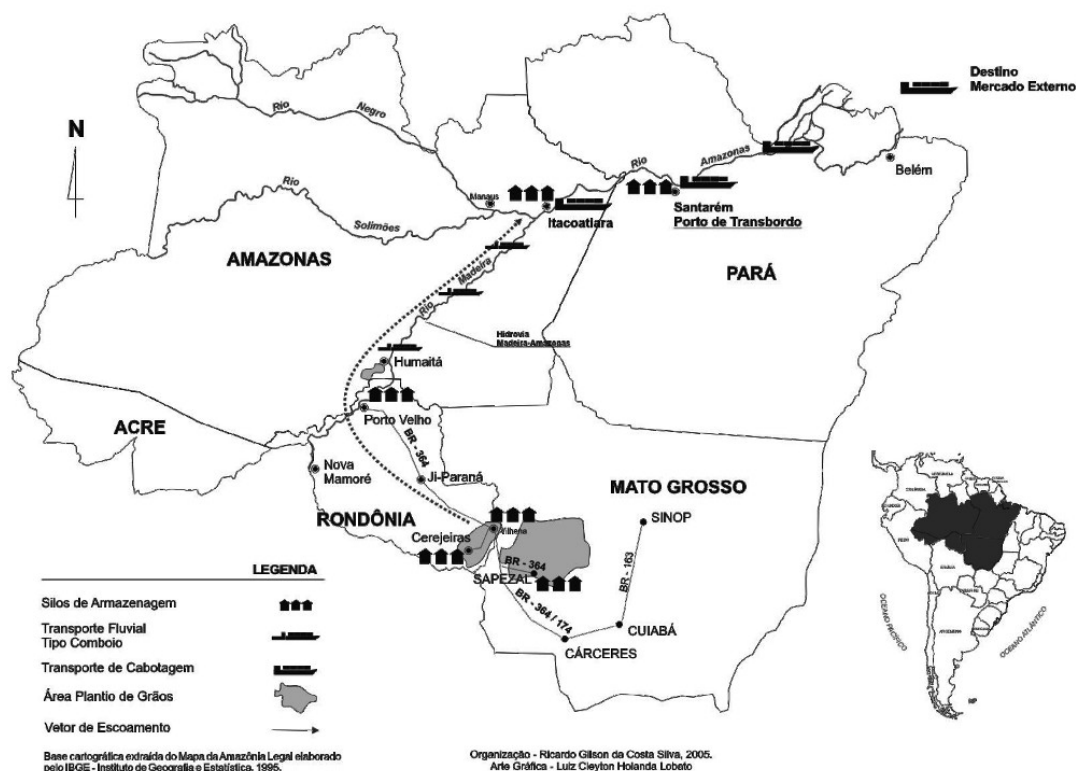 Destino
Mercado Externo
N
Rio
Negro
Rio
Amazonas
Belém
Manaus
Itacoatiara
Santarém
Porto de Transbordo
Rio
Solimões
AMAZONAS
PARÁ
Rio
Madeira
Hidrovia
Madeira-Amazonas
Humaitá
Porto Velho
ACRE
BR - 364
Nova
Mamoré
Ji-Paraná
MATO GROSSO
RONDÔNIA
SINOP
Cerejeiras
Vilhena
BR - 364
SAPEZAL
BR - 163
BR - 364 / 174
CUIABÁ
CÁRCERES
LEGENDA
Silos de Armazenagem
Transporte Fluvial
Tipo Comboio
Transporte de Cabotagem
Área Plantio de Grãos
Vetor de Escoamento
Base cartográfica extraída do Mapa da Amazônia Legal elaborado
pelo IBGE - Instituto de Geografia e Estatística, 1995.
Organização - Ricardo Gilson da Costa Silva, 2005.
Arte Gráfica - Luiz Cleyton Holanda Lobato
OCEANO PACÍFICO
OCEANO ATLÂNTICO